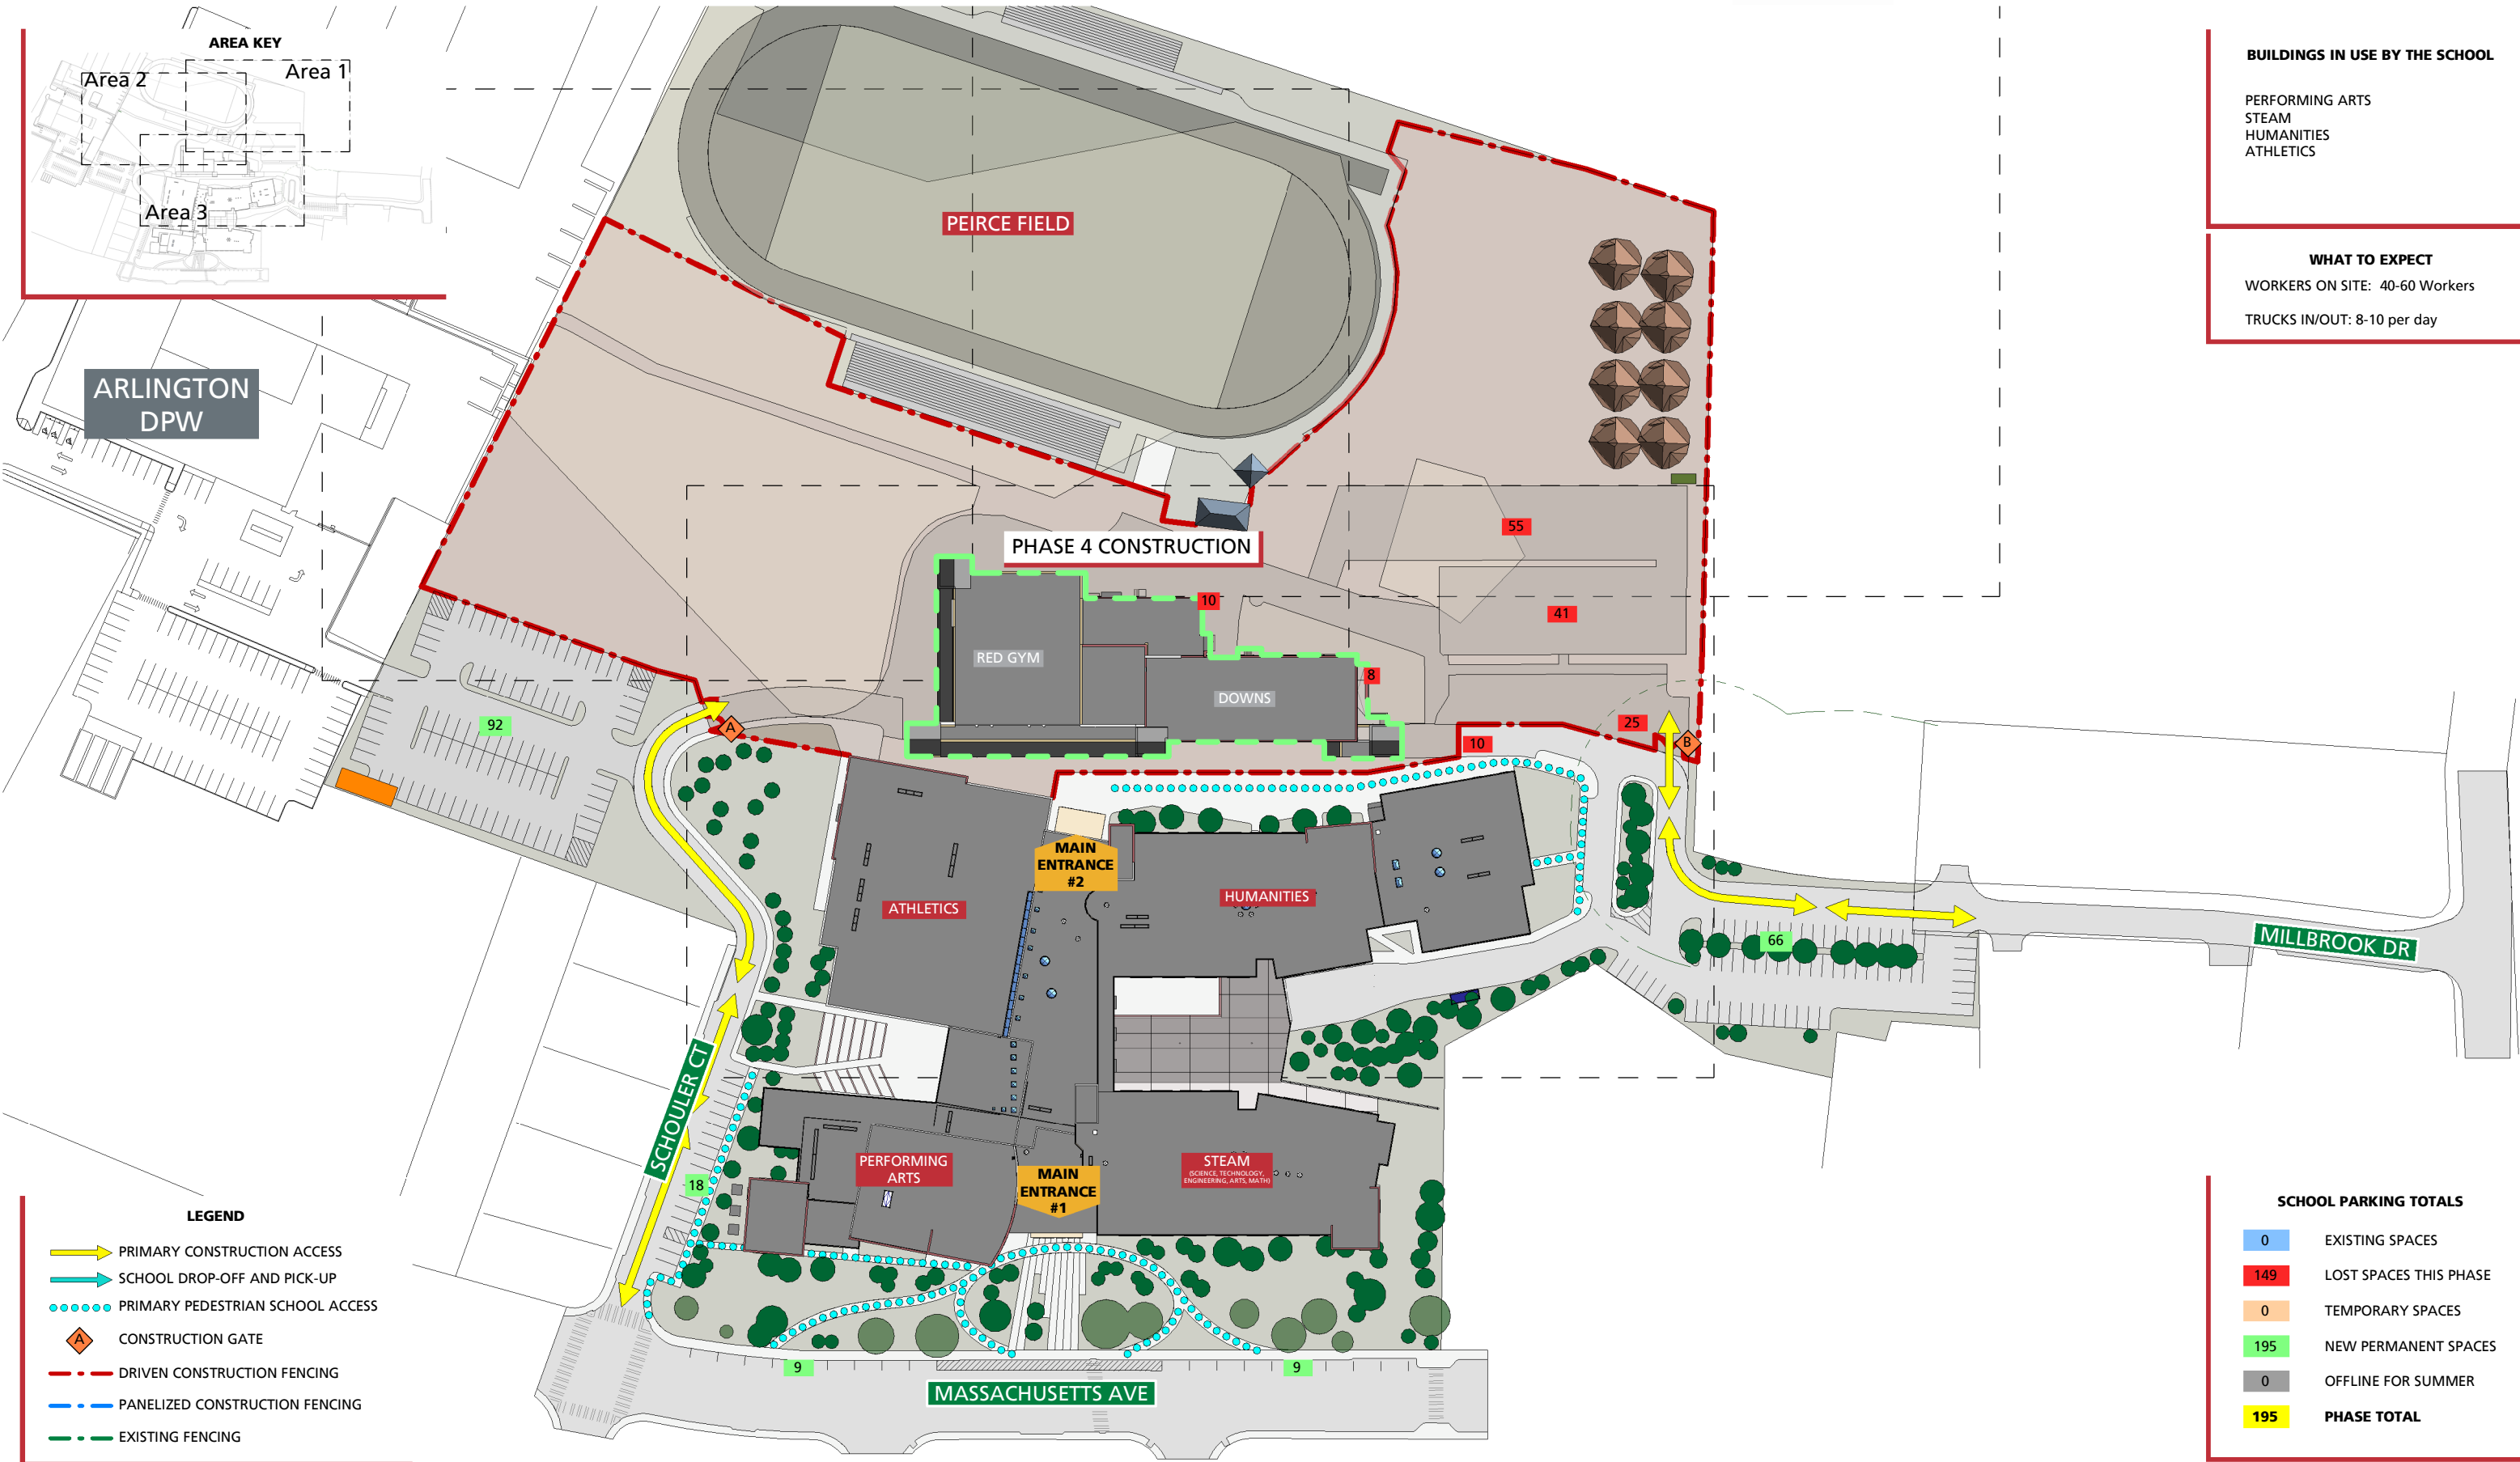 AREA KEY
Area 1
Area 2
Area 3
BUILDINGS IN USE BY THE SCHOOL
PERFORMING ARTS
STEAM
HUMANITIES
ATHLETICS
WHAT TO EXPECT
WORKERS ON SITE: 40-60 Workers
TRUCKS IN/OUT: 8-10 per day
PEIRCE FIELD
ARLINGTON
DPW
55
PHASE 4 CONSTRUCTION
10
41
RED GYM
8
DOWNS
92
A
25
10
B
MAIN
ENTRANCE
#2
HUMANITIES
ATHLETICS
66
MILLBROOK DR
SCHOULER CT
PERFORMING
ARTS
STEAM
(SCIENCE, TECHNOLOGY,
ENGINEERING, ARTS, MATH)
MAIN
ENTRANCE
#1
18
9
9
MASSACHUSETTS AVE
LEGEND
PRIMARY CONSTRUCTION ACCESS
SCHOOL DROP-OFF AND PICK-UP
PRIMARY PEDESTRIAN SCHOOL ACCESS
A CONSTRUCTION GATE
DRIVEN CONSTRUCTION FENCING
PANELIZED CONSTRUCTION FENCING
EXISTING FENCING
SCHOOL PARKING TOTALS
0 EXISTING SPACES
149 LOST SPACES THIS PHASE
0 TEMPORARY SPACES
195 NEW PERMANENT SPACES
0 OFFLINE FOR SUMMER
195 PHASE TOTAL